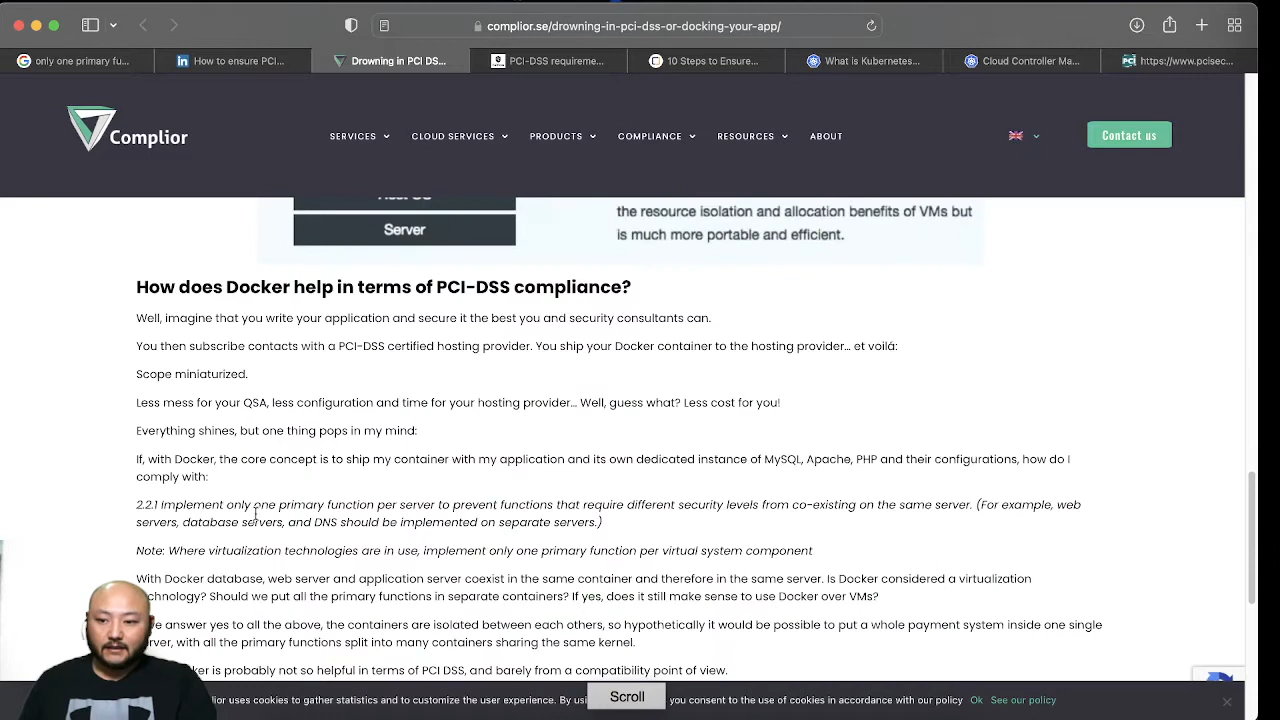 complior.se/drowning-in-pci-dss-or-docking-your-app/
only one primary fu...
How to ensure PCI...
Drowning in PCI DS...
PCI-DSS requireme...
10 Steps to Ensure...
What is Kubernetes...
Cloud Controller Ma...
https://www.pcisec...
Complior
SERVICES
CLOUD SERVICES
PRODUCTS
COMPLIANCE
RESOURCES
ABOUT
Contact us
Server
the resource isolation and allocation benefits of VMs but
is much more portable and efficient.
How does Docker help in terms of PCI-DSS compliance?
Well, imagine that you write your application and secure it the best you and security consultants can.
You then subscribe contacts with a PCI-DSS certified hosting provider. You ship your Docker container to the hosting provider... et voilá:
Scope miniaturized.
Less mess for your QSA, less configuration and time for your hosting provider... Well, guess what? Less cost for you!
Everything shines, but one thing pops in my mind:
If, with Docker, the core concept is to ship my container with my application and its own dedicated instance of MySQL, Apache, PHP and their configurations, how do I
comply with:
2.2.1 Implement only one primary function per server to prevent functions that require different security levels from co-existing on the same server. (For example, web
servers, database servers, and DNS should be implemented on separate servers.)
Note: Where virtualization technologies are in use, implement only one primary function per virtual system component
With Docker database, web server and application server coexist in the same container and therefore in the same server. Is Docker considered a virtualization
technology? Should we put all the primary functions in separate containers? If yes, does it still make sense to use Docker over VMs?
answer yes to all the above, the containers are isolated between each others, so hypothetically it would be possible to put a whole payment system inside one single
server, with all the primary functions split into many containers sharing the same kernel.
is probably not so helpful in terms of PCI DSS, and barely from a compatibility point of view.
uses cookies to gather statistics and to customize the user experience. By
Scroll
you consent to the use of cookies in accordance with our policy
Ok
See our policy